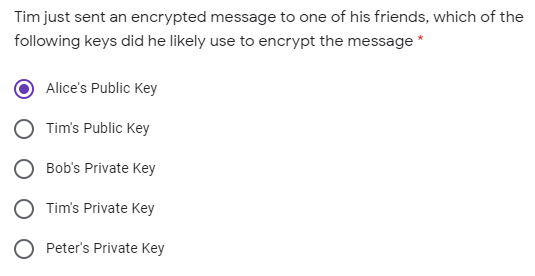 Tim just sent an encrypted message to one of his friends, which of the
following keys did he likely use to encrypt the message *
Alice's Public Key
Tim's Public Key
Bob's Private Key
Tim's Private Key
Peter's Private Key